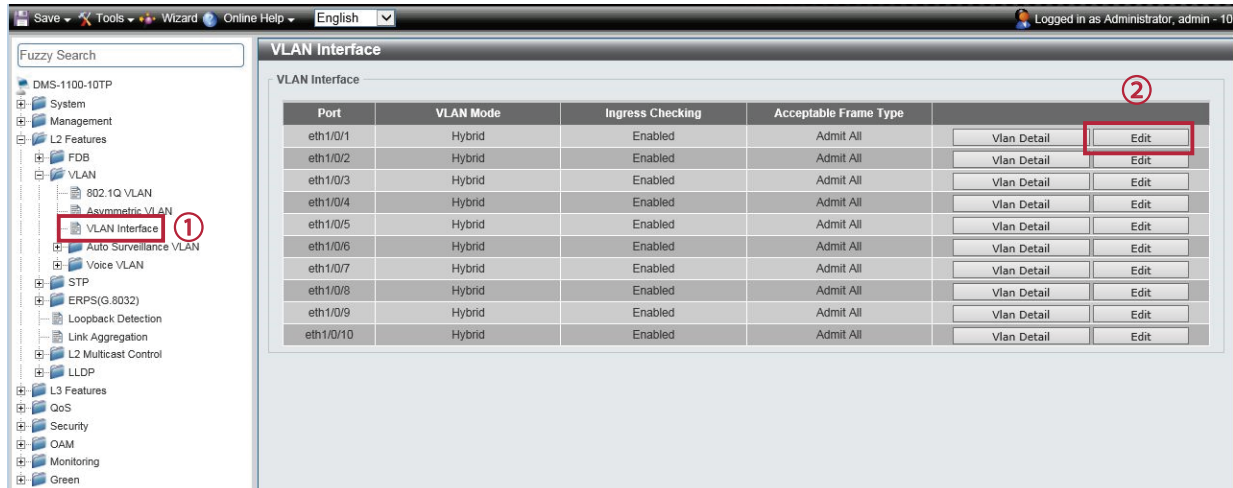 Save Tools Wizard Online Help English Logged in as Administrator, admin - 10
Fuzzy Search
DMS-1100-10TP
System
Management
L2 Features
FDB
VLAN
802.1Q VLAN
Asymmetric VLAN
VLAN Interface ①
Auto Surveillance VLAN
Voice VLAN
STP
ERPS(G.8032)
Loopback Detection
Link Aggregation
L2 Multicast Control
LLDP
L3 Features
QoS
Security
OAM
Monitoring
Green
VLAN Interface
VLAN Interface
②
Port VLAN Mode Ingress Checking Acceptable Frame Type
eth1/0/1 Hybrid Enabled Admit All Vlan Detail Edit
eth1/0/2 Hybrid Enabled Admit All Vlan Detail Edit
eth1/0/3 Hybrid Enabled Admit All Vlan Detail Edit
eth1/0/4 Hybrid Enabled Admit All Vlan Detail Edit
eth1/0/5 Hybrid Enabled Admit All Vlan Detail Edit
eth1/0/6 Hybrid Enabled Admit All Vlan Detail Edit
eth1/0/7 Hybrid Enabled Admit All Vlan Detail Edit
eth1/0/8 Hybrid Enabled Admit All Vlan Detail Edit
eth1/0/9 Hybrid Enabled Admit All Vlan Detail Edit
eth1/0/10 Hybrid Enabled Admit All Vlan Detail Edit